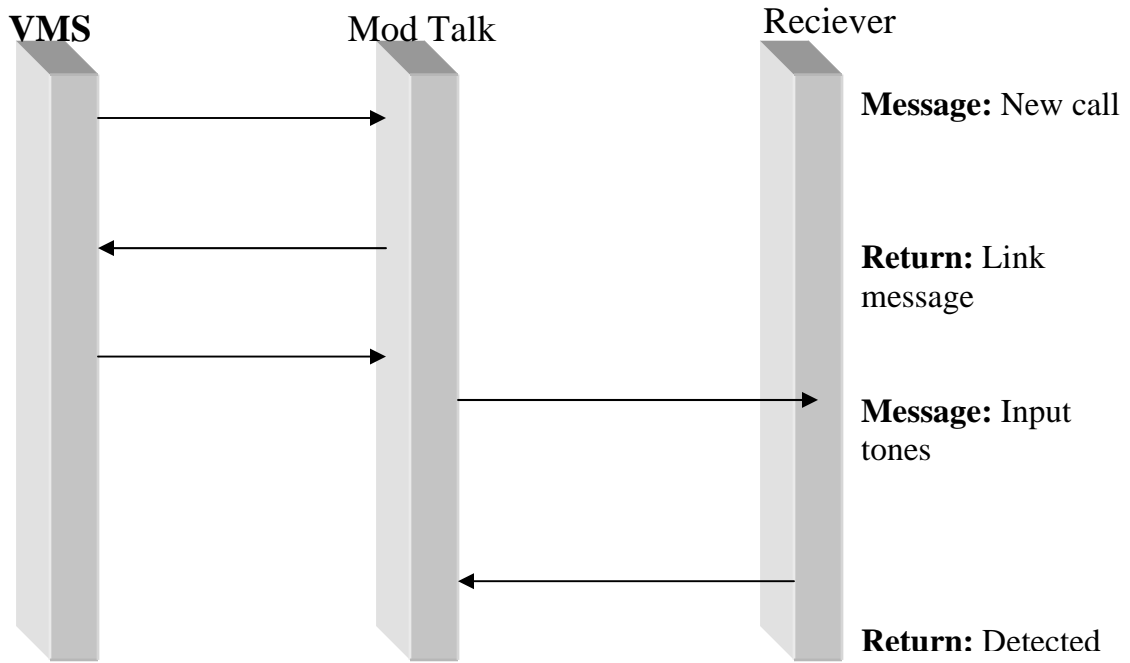 VMS
Mod Talk
Reciever
Message: New call
Return: Link
message
Message: Input
tones
Return: Detected